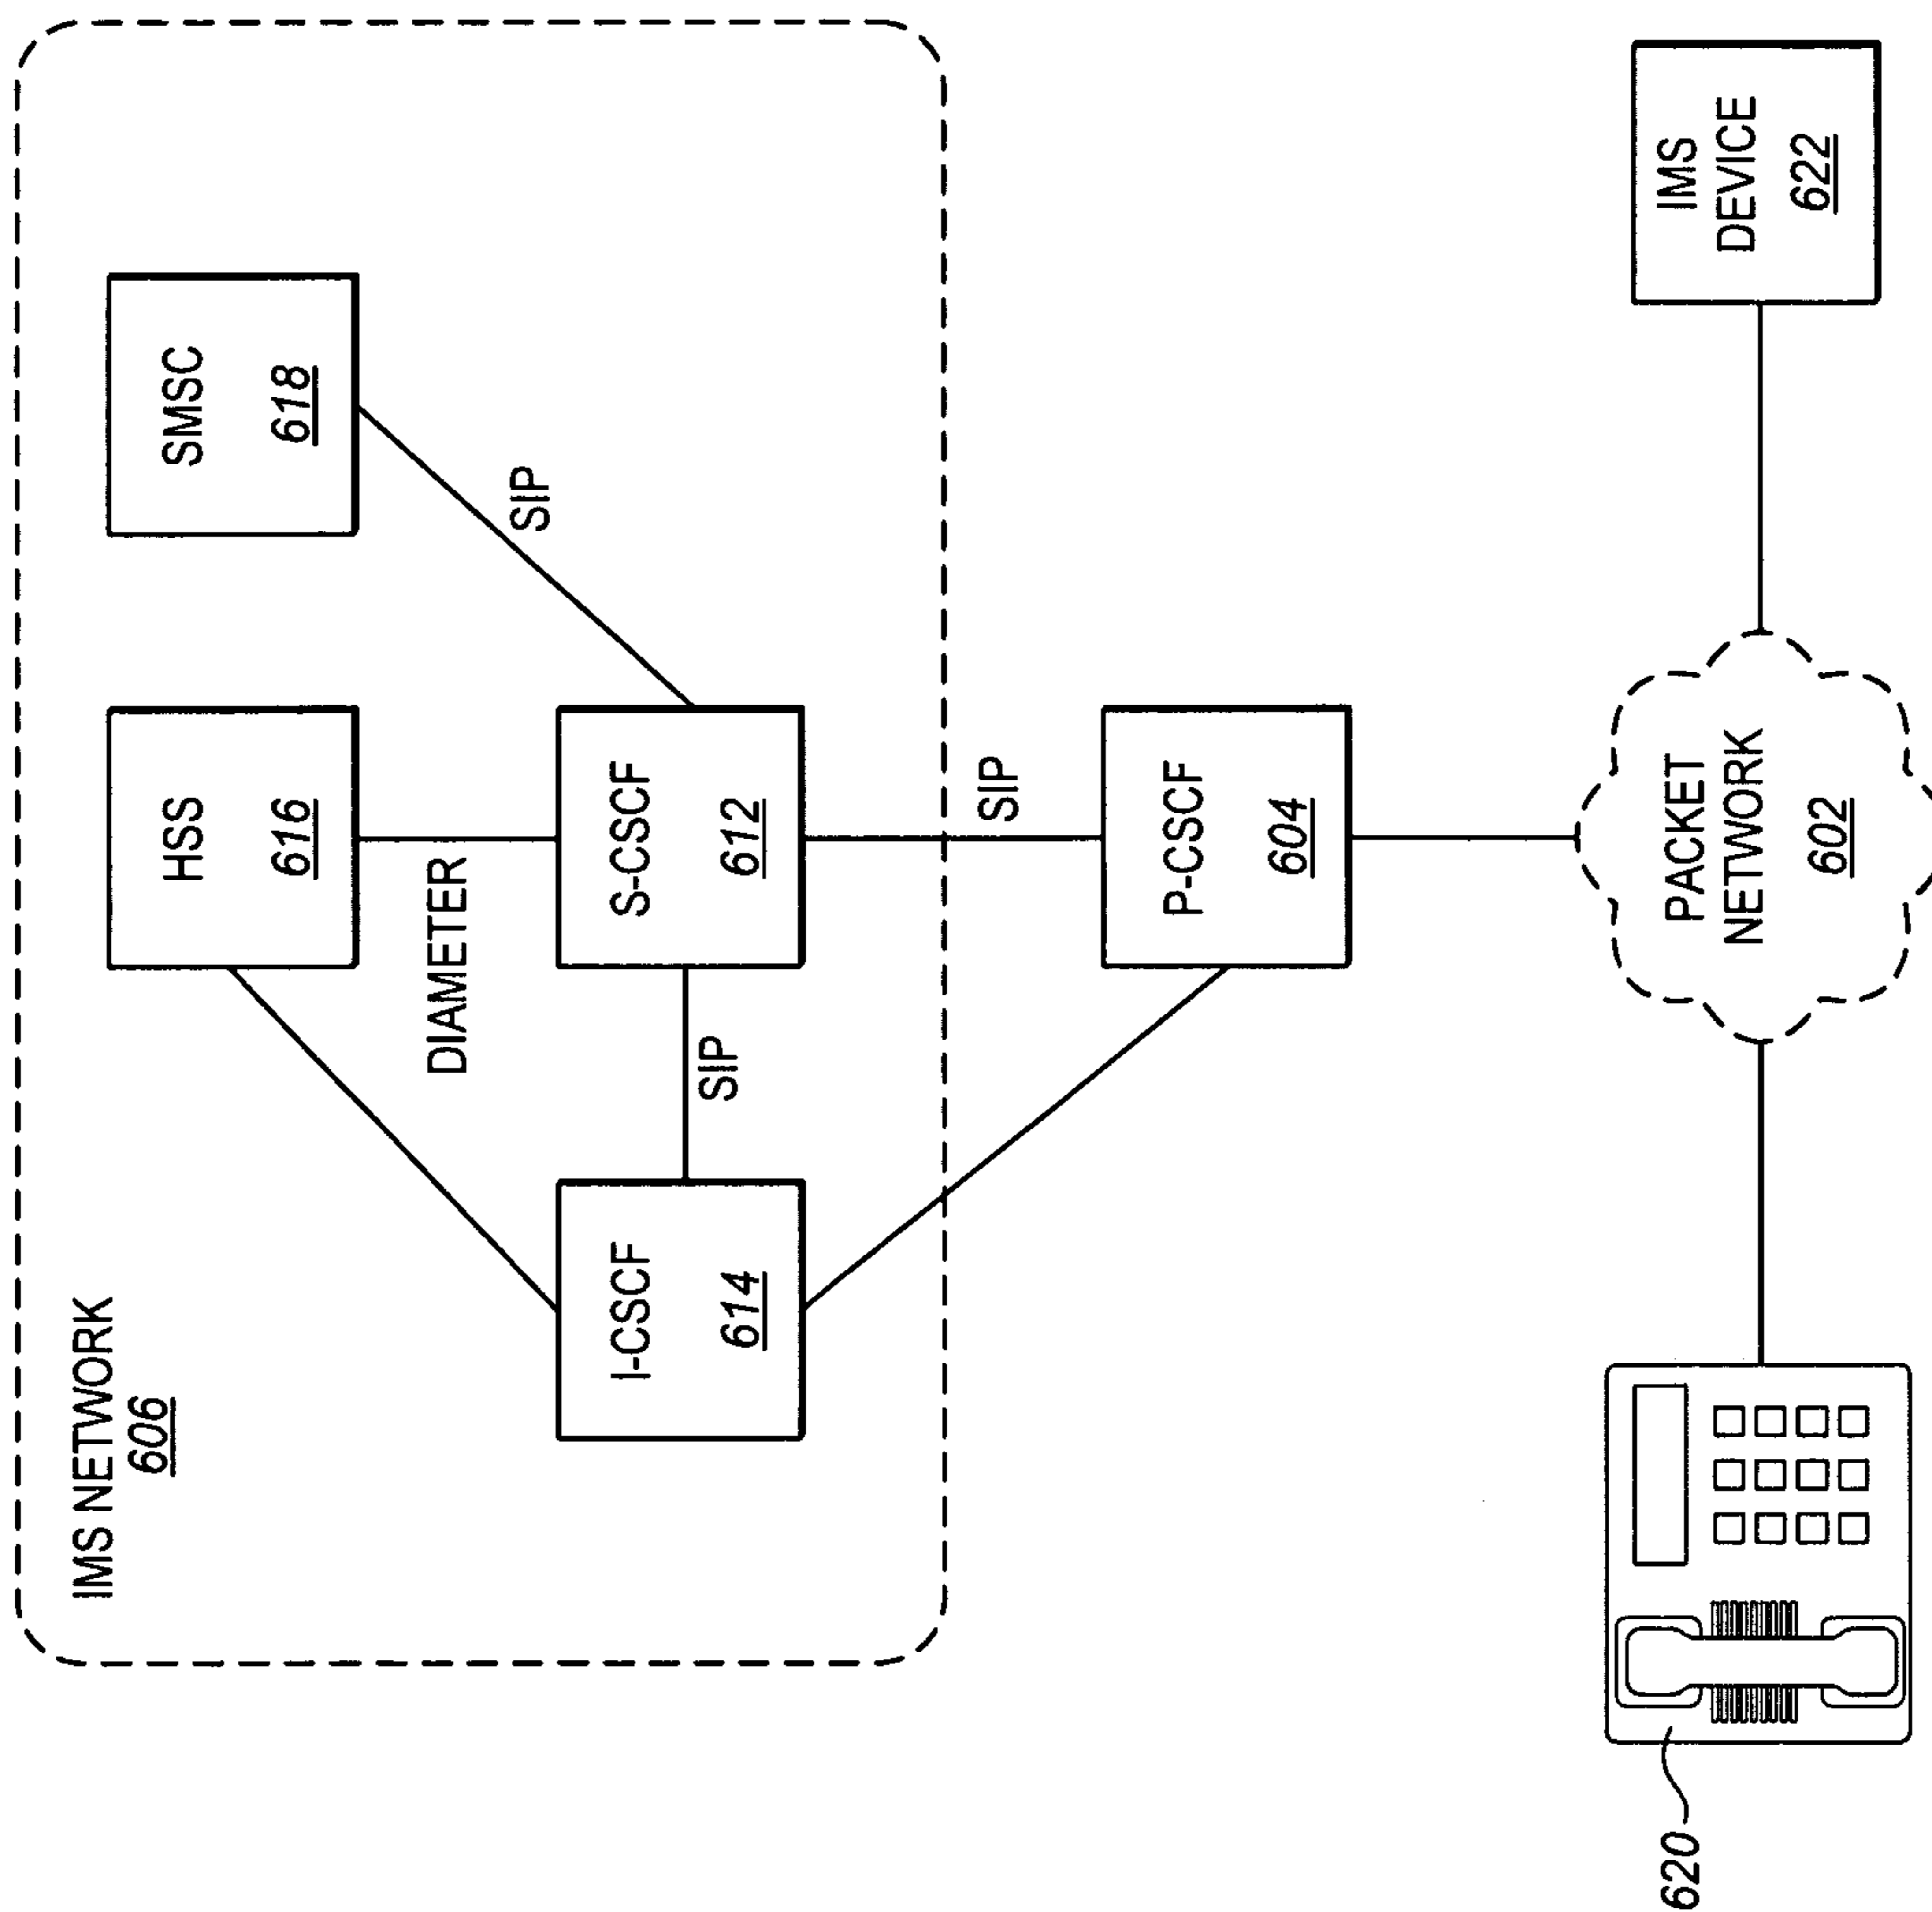 IMS NETWORK
606
HSS
616
SMSC
618
DIAMETER
SIP
I-CSCF
614
SIP
S-CSCF
612
SIP
P-CSCF
604
620
PACKET
NETWORK
602
IMS
DEVICE
622